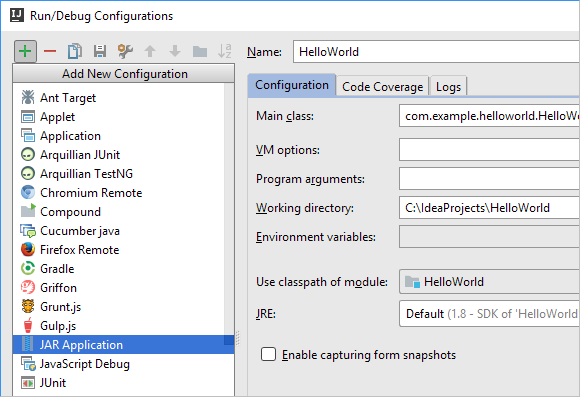 IJ Run/Debug Configurations
Name: HelloWorld
Add New Configuration
Ant Target
Applet
Application
Arquillian JUnit
Arquillian TestNG
Chromium Remote
Compound
Cucumber java
Firefox Remote
Gradle
Griffon
Grunt.js
Gulp.js
JAR Application
JavaScript Debug
JUnit
Configuration Code Coverage Logs
Main class: com.example.helloworld.HelloWo
VM options:
Program arguments:
Working directory: C:\IdeaProjects\HelloWorld
Environment variables:
Use classpath of module: HelloWorld
JRE: Default (1.8 - SDK of 'HelloWorld
Enable capturing form snapshots